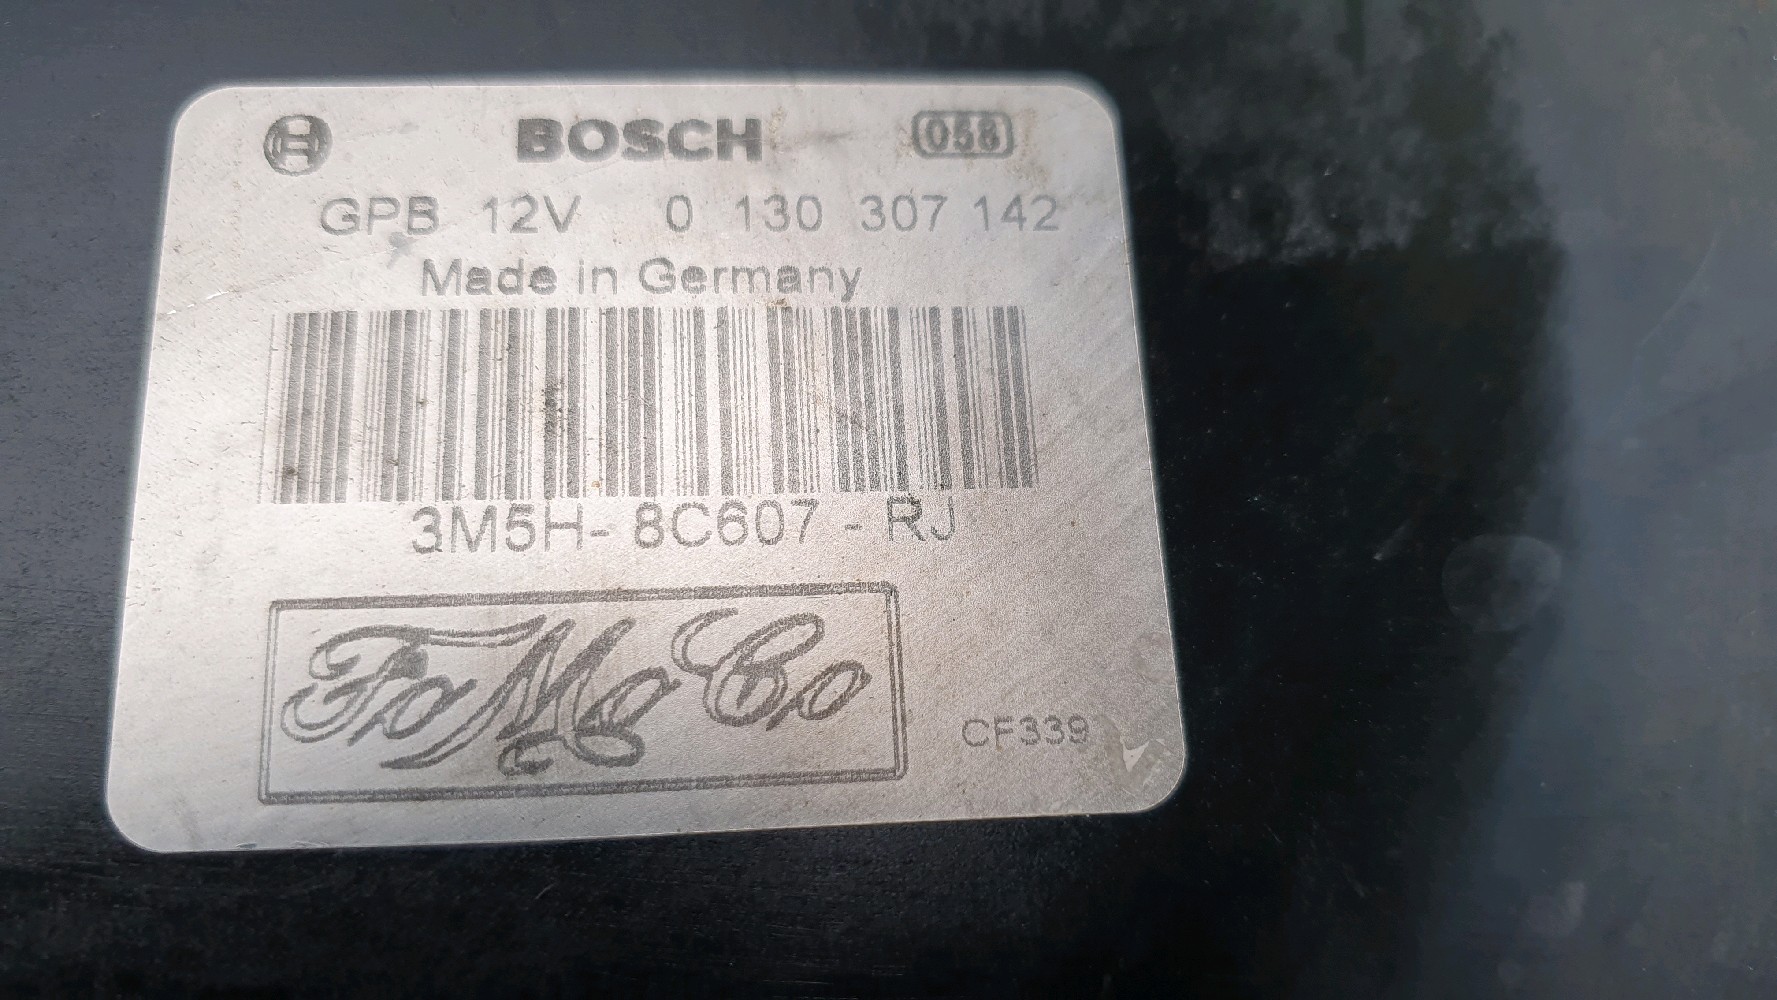 BOSCH 058
GPB 12V 0 130 307 142
Made in Germany
3M5H- 8C607 - RJ
FoMoCo
CF339